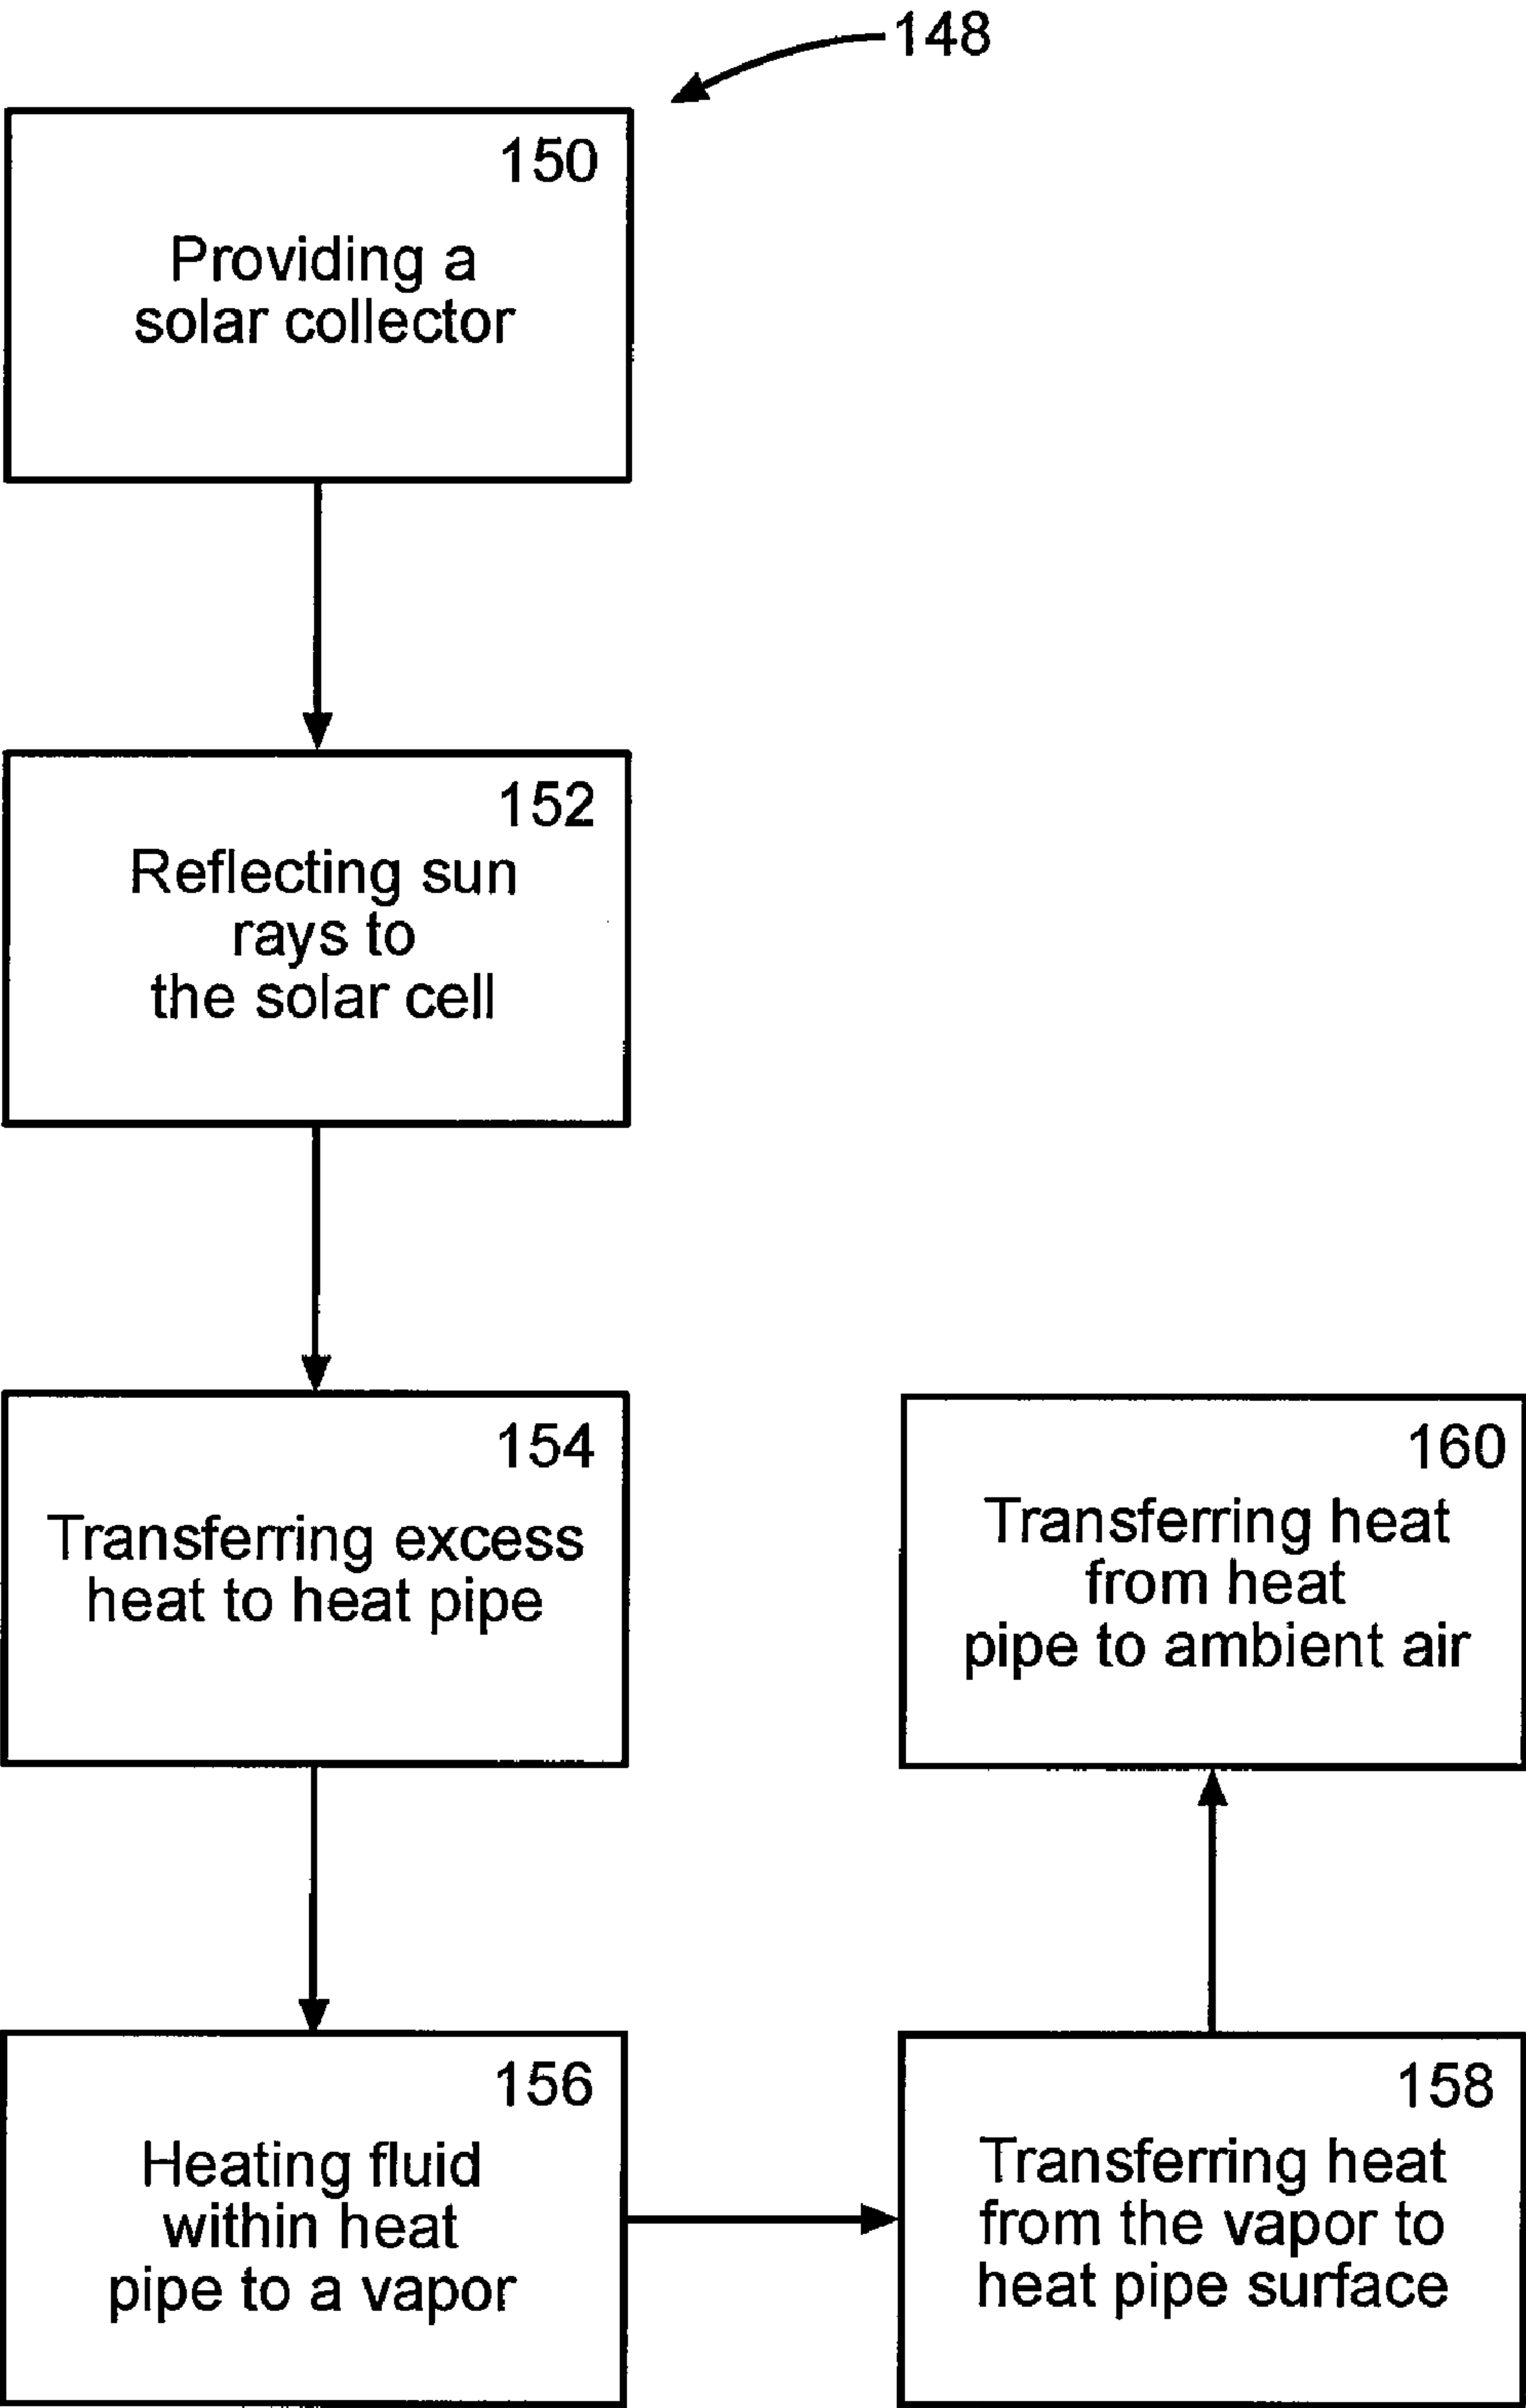 148
150
Providing a
solar collector
152
Reflecting sun
rays to
the solar cell
154
Transferring excess
heat to heat pipe
156
Heating fluid
within heat
pipe to a vapor
158
Transferring heat
from the vapor to
heat pipe surface
160
Transferring heat
from heat
pipe to ambient air